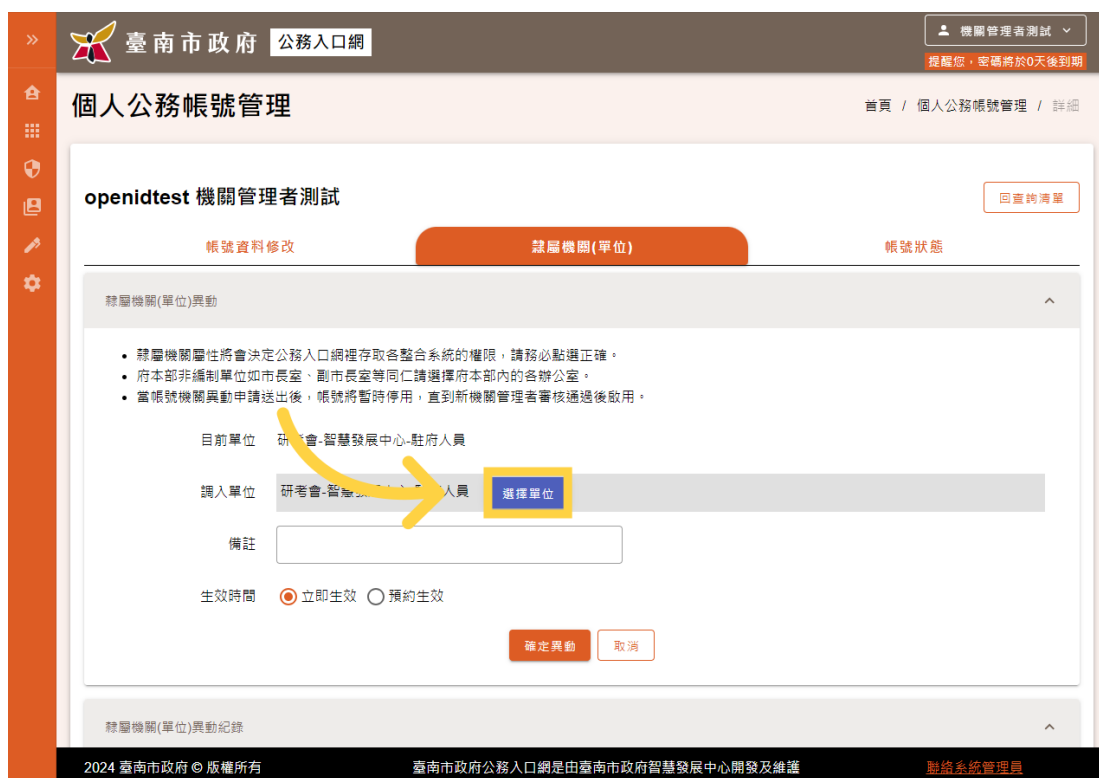 臺南市政府 公務入口網
機關管理者測試
提醒您，密碼將於0天後到期
個人公務帳號管理
首頁 / 個人公務帳號管理 / 詳細
openidtest 機關管理者測試
回查詢清單
帳號資料修改
隸屬機關(單位)
帳號狀態
隸屬機關(單位)異動
隸屬機關屬性將會決定公務入口網裡存取各整合系統的權限，請務必點選正確。
府本部非編制單位如市長室、副市長室等同仁請選擇府本部內的各辦公室。
當帳號機關異動申請送出後，帳號將暫時停用，直到新機關管理者審核通過後啟用。
目前單位 研考會-智慧發展中心-駐府人員
調入單位 研考會-智慧 人員 選擇單位
備註
生效時間 立即生效 預約生效
確定異動 取消
隸屬機關(單位)異動紀錄
2024 臺南市政府 © 版權所有 臺南市政府公務入口網是由臺南市政府智慧發展中心開發及維護 聯絡系統管理員